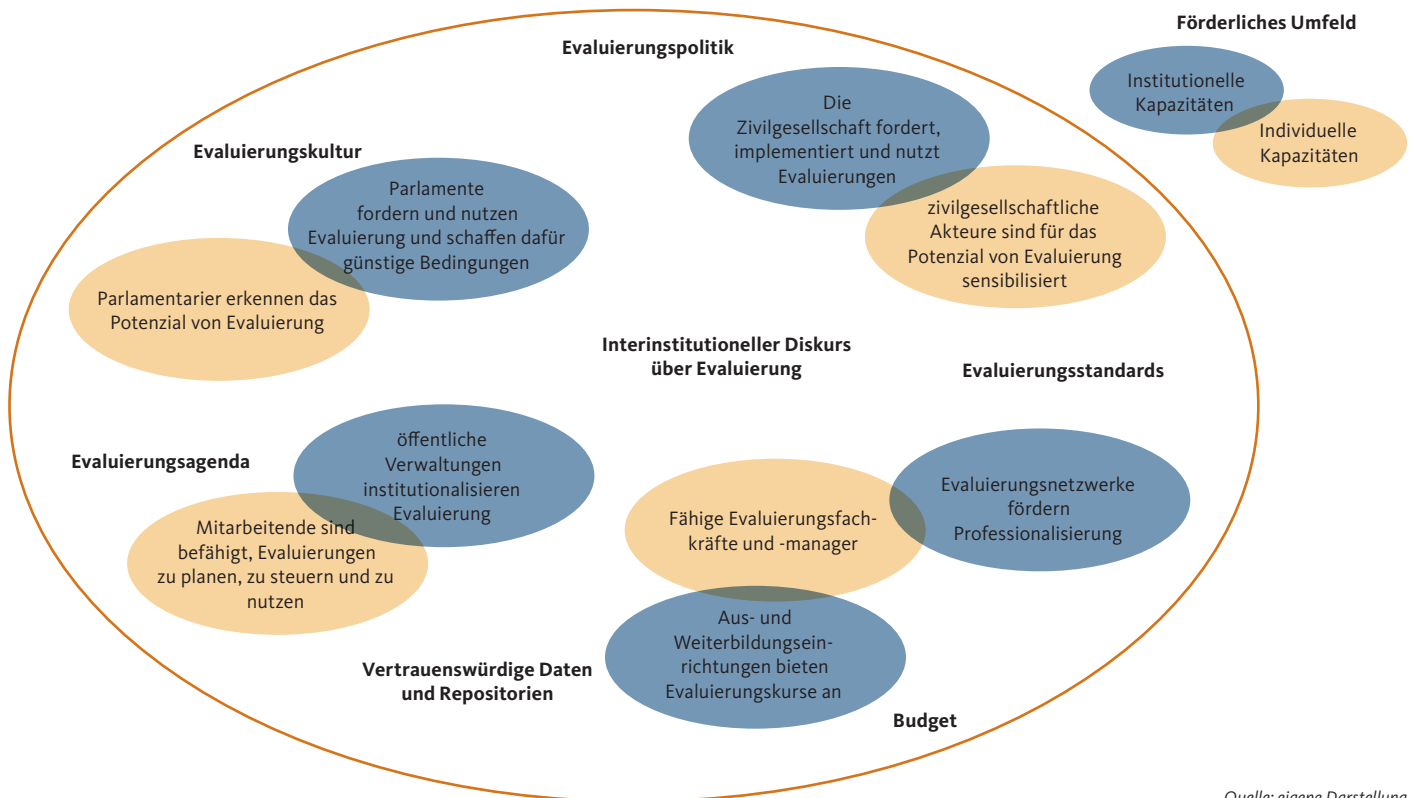 Förderliches Umfeld
Institutionelle
Kapazitäten
Individuelle
Kapazitäten
Evaluierungspolitik
Die
Zivilgesellschaft fordert,
implementiert und nutzt
Evaluierungen
zivilgesellschaftliche
Akteure sind für das
Potenzial von Evaluierung
sensibilisiert
Evaluierungskultur
Parlamente
fordern und nutzen
Evaluierung und schaffen dafür
günstige Bedingungen
Parlamentarier erkennen das
Potenzial von Evaluierung
Interinstitutioneller Diskurs
über Evaluierung
Evaluierungsstandards
Evaluierungsagenda
öffentliche
Verwaltungen
institutionalisieren
Evaluierung
Mitarbeitende sind
befähigt, Evaluierungen
zu planen, zu steuern und zu
nutzen
Fähige Evaluierungsfach-
kräfte und -manager
Evaluierungsnetzwerke
fördern
Professionalisierung
Aus- und
Weiterbildungsein-
richtungen bieten
Evaluierungskurse an
Vertrauenswürdige Daten
und Repositorien
Budget
Quelle: eigene Darstellung